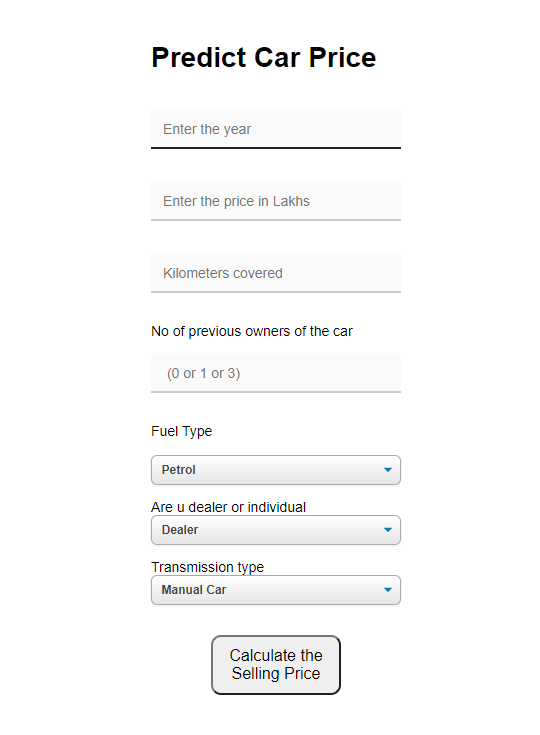 Predict Car Price
Enter the year
Enter the price in Lakhs
Kilometers covered
No of previous owners of the car
(0 or 1 or 3)
Fuel Type
Petrol
Are u dealer or individual
Dealer
Transmission type
Manual Car
Calculate the
Selling Price